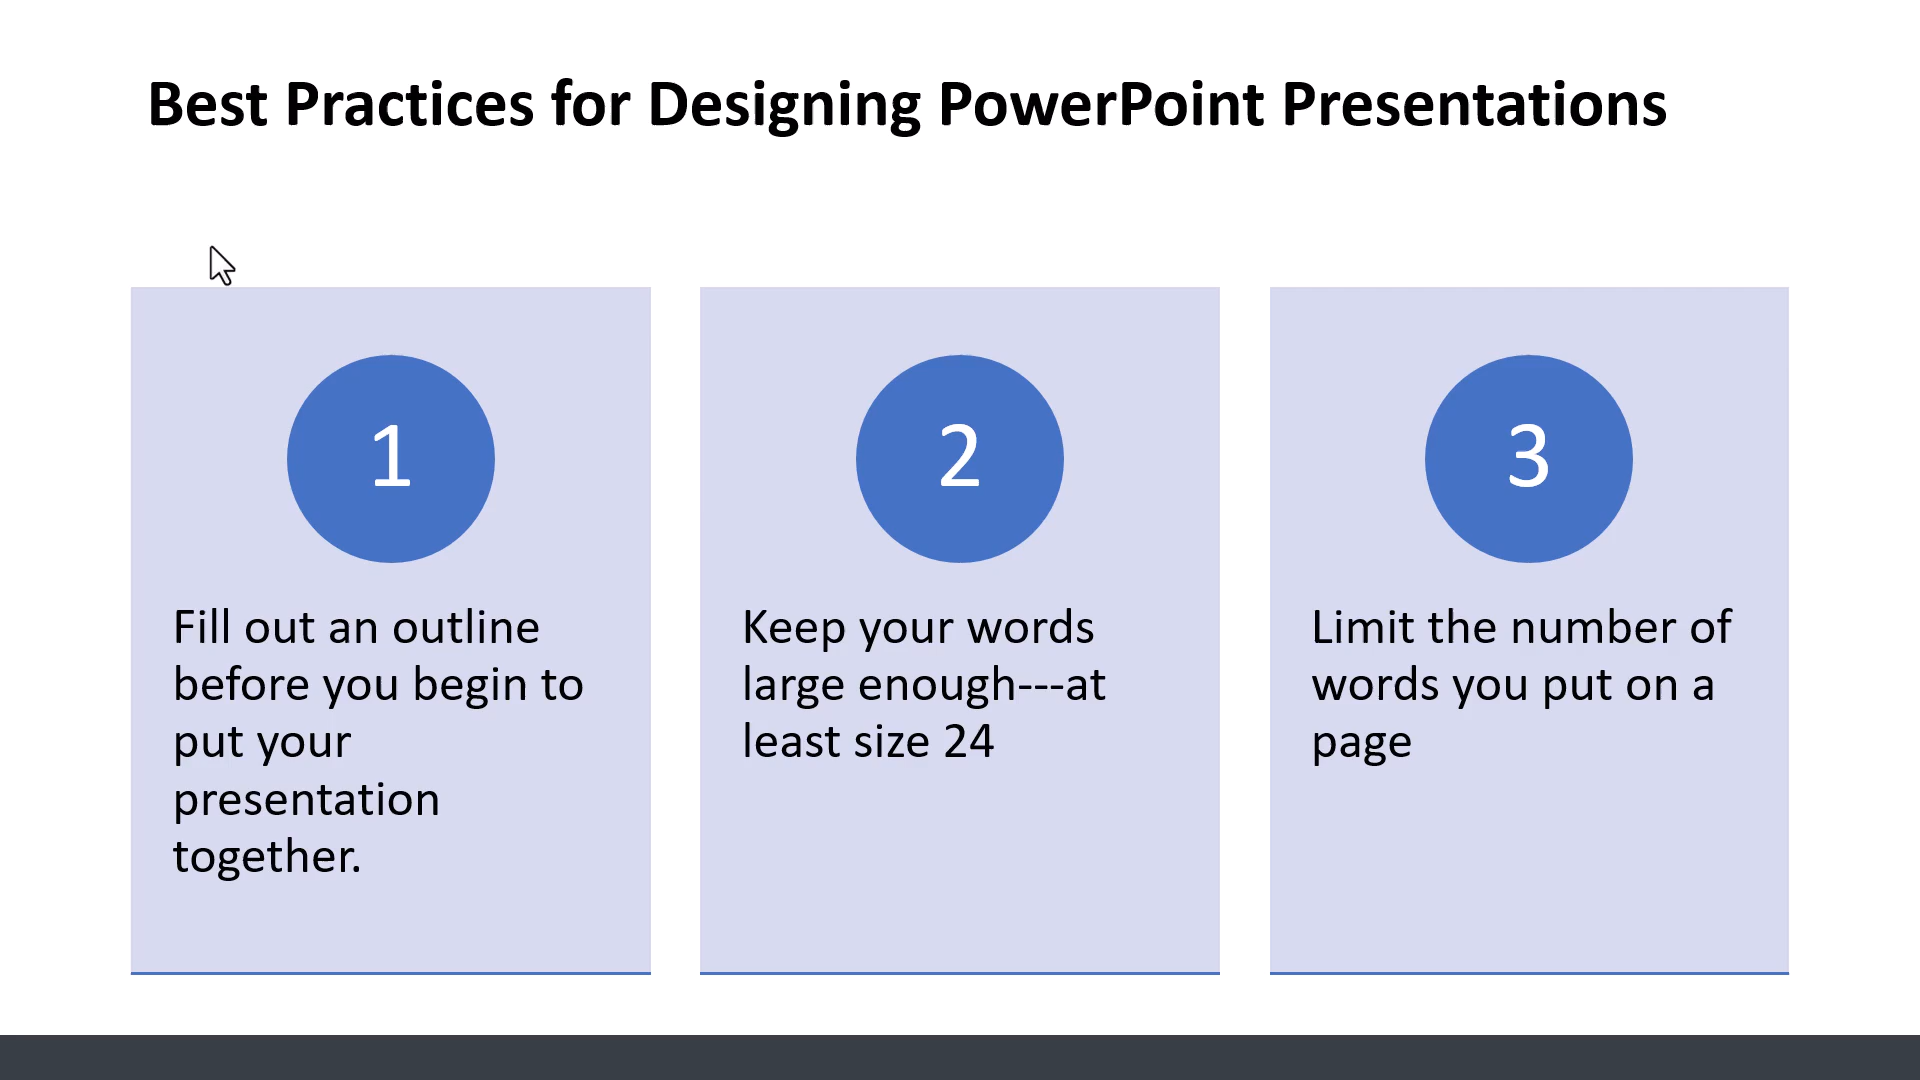 Best Practices for Designing PowerPoint Presentations
1
Fill out an outline
before you begin to
put your
presentation
together.
2
Keep your words
large enough---at
least size 24
3
Limit the number of
words you put on a
page